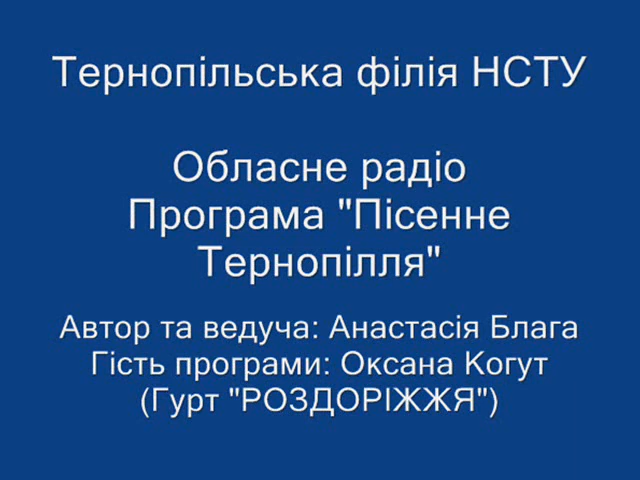 Тернопільська філія НСТУ
Обласне радіо
Програма "Пісенне
Тернопілля"
Автор та ведуча: Анастасія Блага
Гість програми: Оксана Когут
(Гурт "РОЗДОРІЖЖЯ")